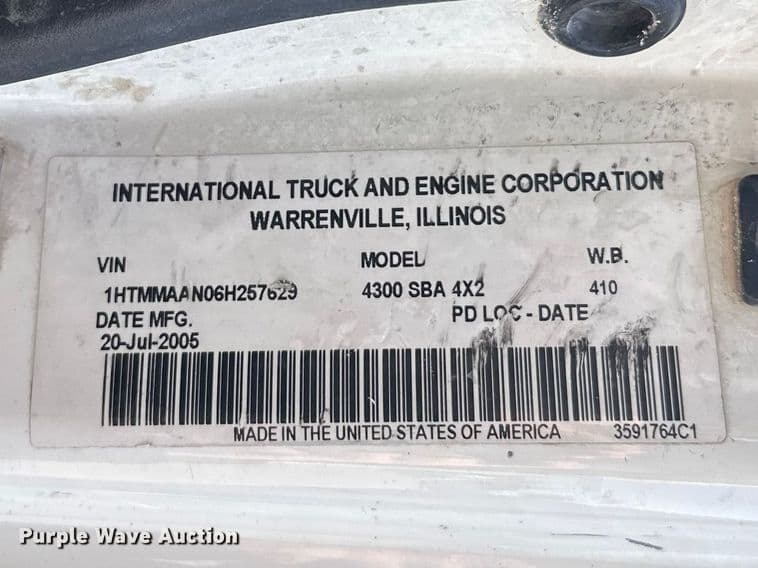 INTERNATIONAL TRUCK AND ENGINE CORPORATION
WARRENVILLE, ILLINOIS
VIN MODEL W.B.
1HTMMAAN06H257629 4300 SBA 4X2 410
DATE MFG. PD LOC - DATE
20-Jul-2005
MADE IN THE UNITED STATES OF AMERICA 3591764C1
Purple Wave Auction